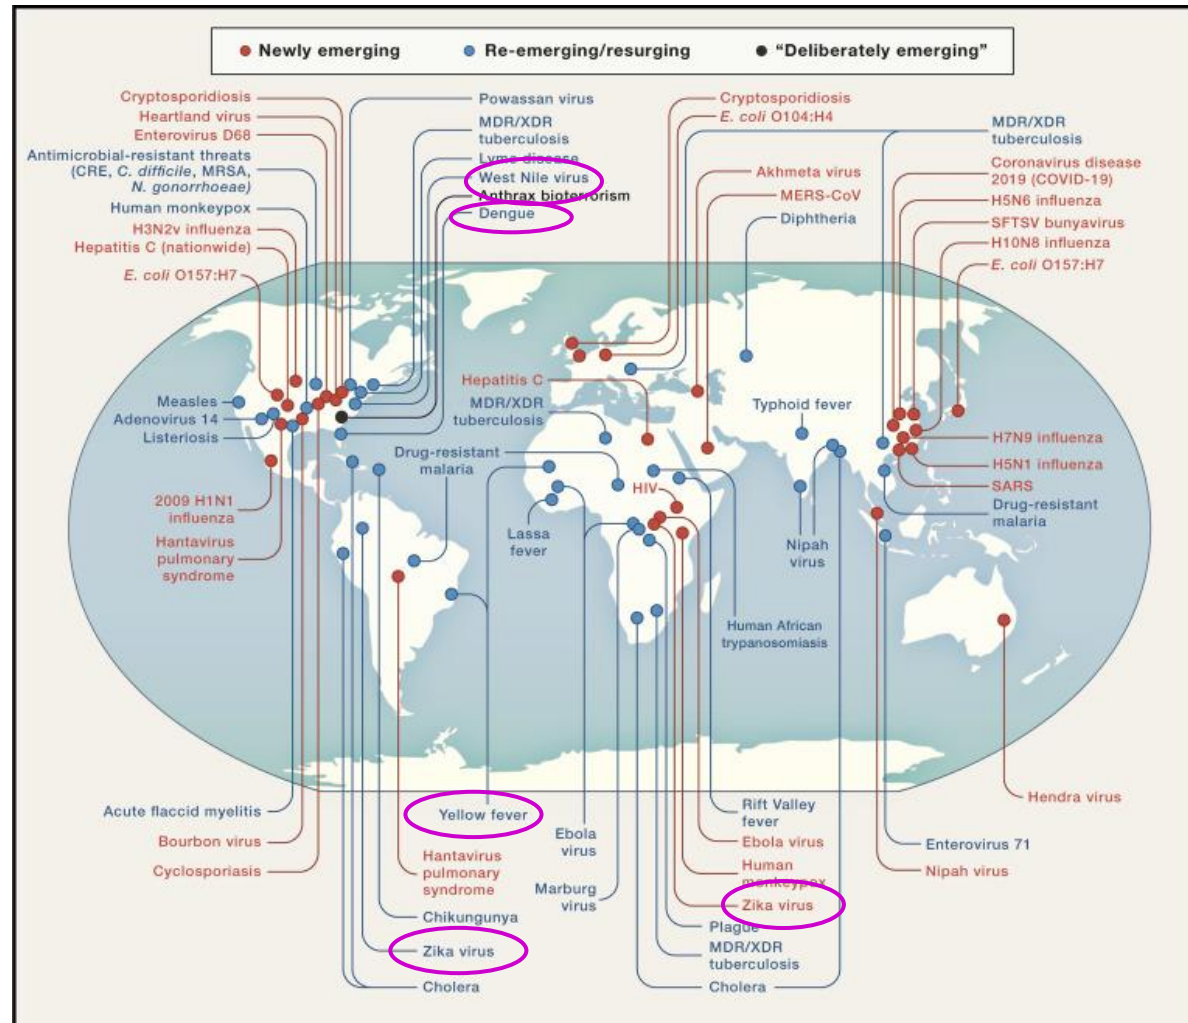 Newly emerging
Re-emerging/resurging
“Deliberately emerging”
Cryptosporidiosis
Heartland virus
Enterovirus D68
Antimicrobial-resistant threats
(CRE, C. difficile, MRSA,
N. gonorrhoeae)
Human monkeypox
H3N2v influenza
Hepatitis C (nationwide)
E. coli O157:H7
Powassan virus
MDR/XDR
tuberculosis
Lyme disease
West Nile virus
Anthrax bioterrorism
Dengue
Cryptosporidiosis
E. coli O104:H4
Akhmeta virus
MERS-CoV
Diphtheria
MDR/XDR
tuberculosis
Coronavirus disease
2019 (COVID-19)
H5N6 influenza
SFTSV bunyavirus
H10N8 influenza
E. coli O157:H7
Measles
Adenovirus 14
Listeriosis
2009 H1N1
influenza
Hantavirus
pulmonary
syndrome
Drug-resistant
malaria
Hepatitis C
MDR/XDR
tuberculosis
Lassa
fever
HIV
Typhoid fever
Nipah
virus
Human African
trypanosomiasis
H7N9 influenza
H5N1 influenza
SARS
Drug-resistant
malaria
Acute flaccid myelitis
Bourbon virus
Cyclosporiasis
Yellow fever
Hantavirus
pulmonary
syndrome
Chikungunya
Zika virus
Cholera
Ebola
virus
Marburg
virus
Rift Valley
fever
Ebola virus
Human
monkeypox
Zika virus
Plague
MDR/XDR
tuberculosis
Cholera
Hendra virus
Enterovirus 71
Nipah virus